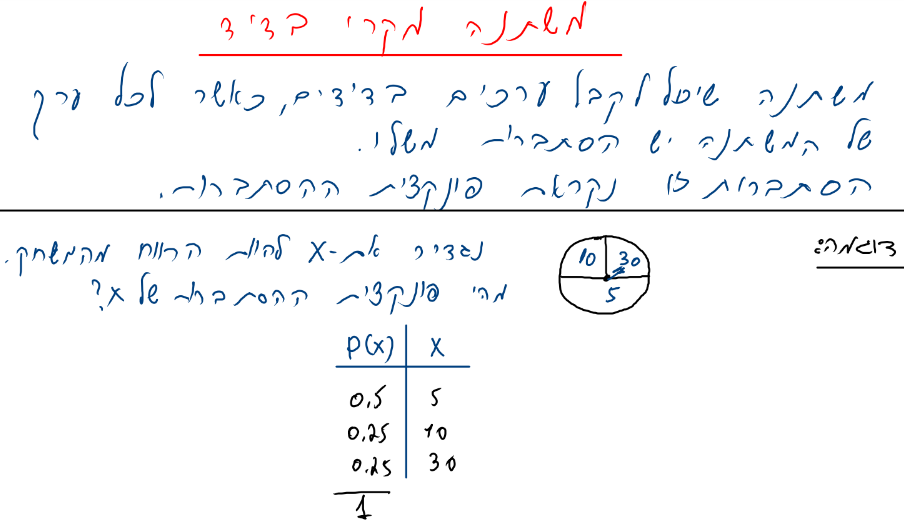 משתנה מקרי בדיד
משתנה שיכול לקבל ערכים בדידים, כאשר לכל ערך
של המשתנה יש הסתברות משלו.
הסתברות זו נקראת פונקצית ההסתברות.
דוגמה:
10 30
5
נגדיר את-X להיות הרווח מהמשחק.
מהי פונקצית ההסתברות של X?
P(x) X
0.5 5
0.25 10
0.25 30
1